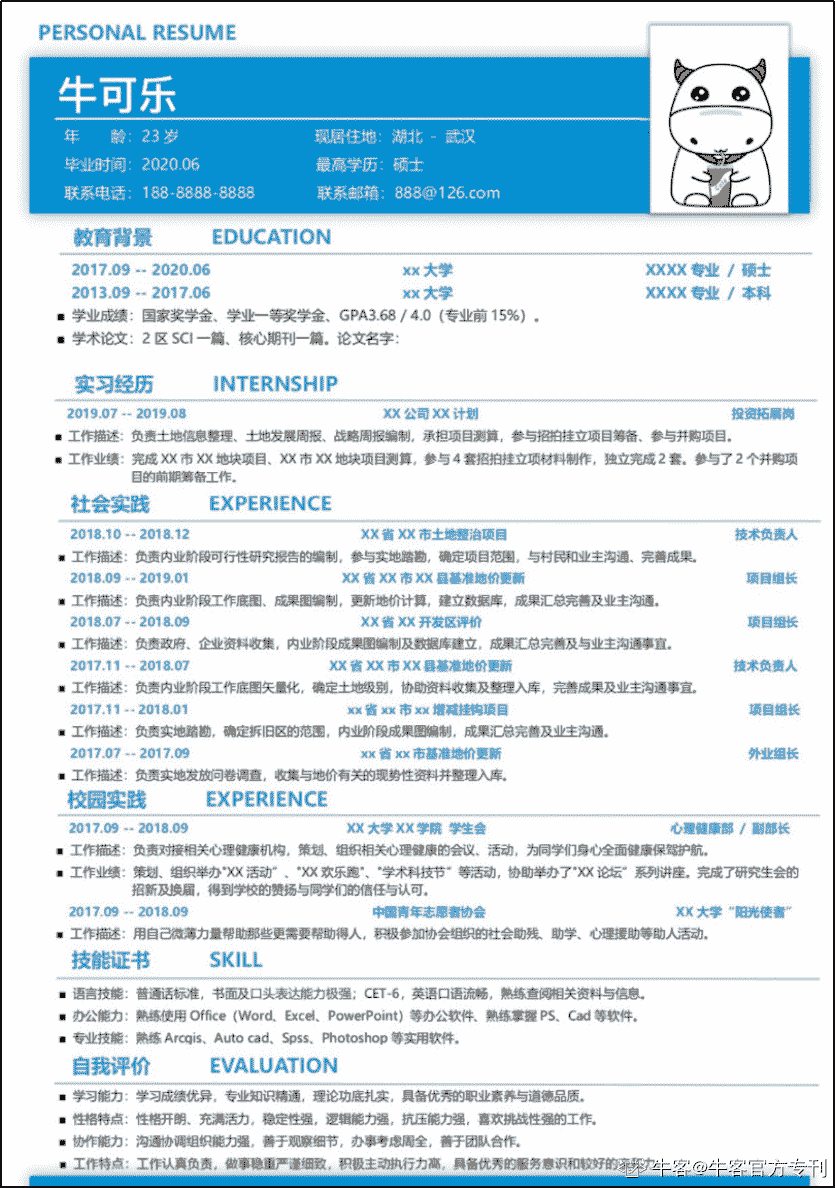 PERSONAL RESUME
牛可乐
年 龄：23 岁 现居住地：湖北 - 武汉
毕业时间：2020.06 最高学历：硕士
联系电话：188-8888-8888 联系邮箱：888@126.com
教育背景 EDUCATION
2017.09 -- 2020.06 xx 大学 XXXX 专业 / 硕士
2013.09 -- 2017.06 xx 大学 XXXX 专业 / 本科
■ 学业成绩：国家奖学金、学业一等奖学金、GPA3.68 / 4.0（专业前 15%）。
■ 学术论文：2 区 SCI 一篇、核心期刊一篇。论文名字：
实习经历 INTERNSHIP
2019.07 -- 2019.08 XX 公司 XX 计划 投资拓展岗
■ 工作描述：负责土地信息整理、土地发展周报、战略周报编制，承担项目测算，参与招拍挂立项目筹备、参与并购项目。
■ 工作业绩：完成 XX 市 XX 地块项目、XX 市 XX 地块项目测算，参与 4 套招拍挂立项材料制作，独立完成 2 套。参与了 2 个并购项
目的前期筹备工作。
社会实践 EXPERIENCE
2018.10 -- 2018.12 XX 省 XX 市土地整治项目 技术负责人
■ 工作描述：负责内业阶段可行性研究报告的编制，参与实地踏勘，确定项目范围，与村民和业主沟通、完善成果。
2018.09 -- 2019.01 XX 省 XX 市 XX 县基准地价更新 项目组长
■ 工作描述：负责内业阶段工作底图、成果图编制，更新地价计算，建立数据库，成果汇总完善及业主沟通。
2018.07 -- 2018.09 XX 省 XX 开发区评价 项目组长
■ 工作描述：负责政府、企业资料收集，内业阶段成果图编制及数据库建立，成果汇总完善及与业主沟通事宜。
2017.11 -- 2018.07 XX 省 XX 市 XX 县基准地价更新 技术负责人
■ 工作描述：负责内业阶段工作底图矢量化，确定土地级别，协助资料收集及整理入库，完善成果及业主沟通事宜。
2017.11 -- 2018.01 xx 省 xx 市 xx 增减挂钩项目 项目组长
■ 工作描述：负责实地踏勘，确定拆旧区的范围，内业阶段成果图编制，成果汇总完善及业主沟通。
2017.07 -- 2017.09 xx 省 xx 市基准地价更新 外业组长
■ 工作描述：负责实地发放问卷调查，收集与地价有关的现势性资料并整理入库。
校园实践 EXPERIENCE
2017.09 -- 2018.09 XX 大学 XX 学院 学生会 心理健康部 / 副部长
■ 工作描述：负责对接相关心理健康机构，策划、组织相关心理健康的会议、活动，为同学们身心全面健康保驾护航。
■ 工作业绩：策划、组织举办"XX 活动"、"XX 欢乐跑"、"学术科技节"等活动，协助举办了"XX 论坛"系列讲座。完成了研究生会的
招新及换届，得到学校的赞扬与同学们的信任与认可。
2017.09 -- 2018.09 中国青年志愿者协会 XX 大学“阳光使者”
■ 工作描述：用自己微薄力量帮助那些更需要帮助得人，积极参加协会组织的社会助残、助学、心理援助等助人活动。
技能证书 SKILL
■ 语言技能：普通话标准，书面及口头表达能力极强；CET-6，英语口语流畅，熟练查阅相关资料与信息。
■ 办公能力：熟练使用 Office（Word、Excel、PowerPoint）等办公软件、熟练掌握 PS、Cad 等软件。
■ 专业技能：熟练 Arcgis、Auto cad、Spss、Photoshop 等实用软件。
自我评价 EVALUATION
■ 学习能力：学习成绩优异，专业知识精通，理论功底扎实，具备优秀的职业素养与道德品质。
■ 性格特点：性格开朗、充满活力，稳定性强，逻辑能力强，抗压能力强，喜欢挑战性强的工作。
■ 协作能力：沟通协调组织能力强，善于观察细节，办事考虑周全，善于团队合作。
■ 工作特点：工作认真负责，做事稳重严谨细致，积极主动执行力高，具备优秀的服务意识和较好的
牛客@牛客官方专刊